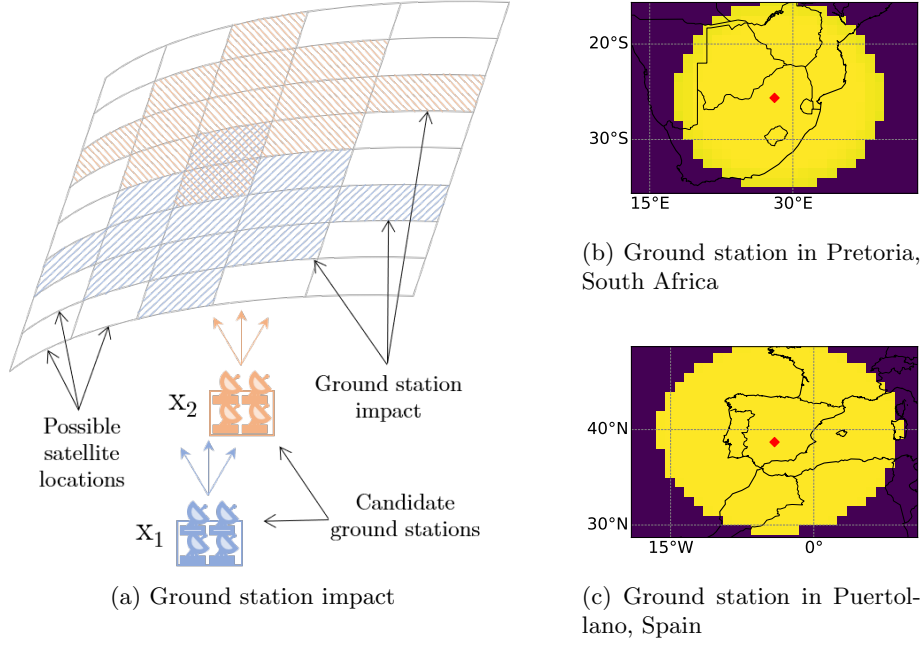 X2
X1
Possible
satellite
locations
Ground station
impact
Candidate
ground stations
(a) Ground station impact
20°S
30°S
15°E 30°E
(b) Ground station in Pretoria,
South Africa
40°N
30°N
15°W 0°
(c) Ground station in Puertol-
lano, Spain